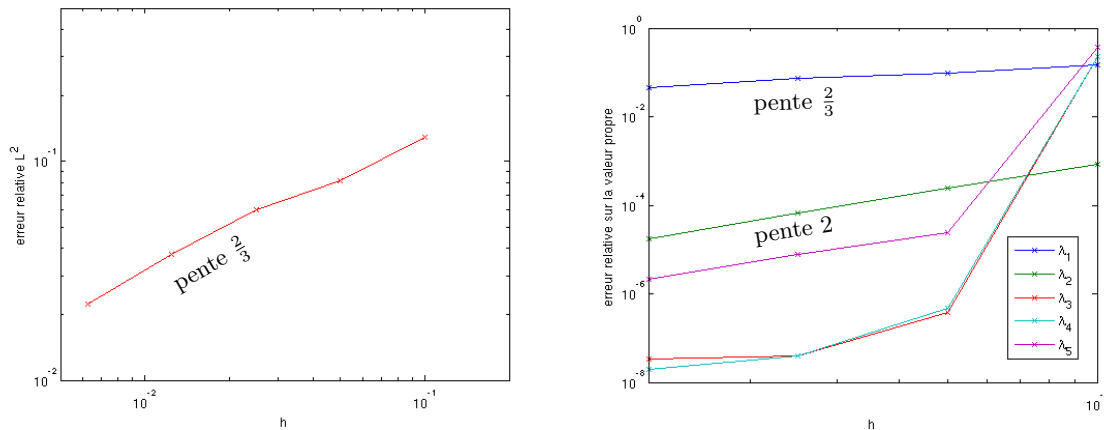 erreur relative L²
10⁻¹
10⁻²
10⁻²
10⁻¹
h
pente 2/3
erreur relative sur la valeur propre
10⁰
10⁻²
10⁻⁴
10⁻⁶
10⁻⁸
h
pente 2/3
pente 2
λ₁
λ₂
λ₃
λ₄
λ₅